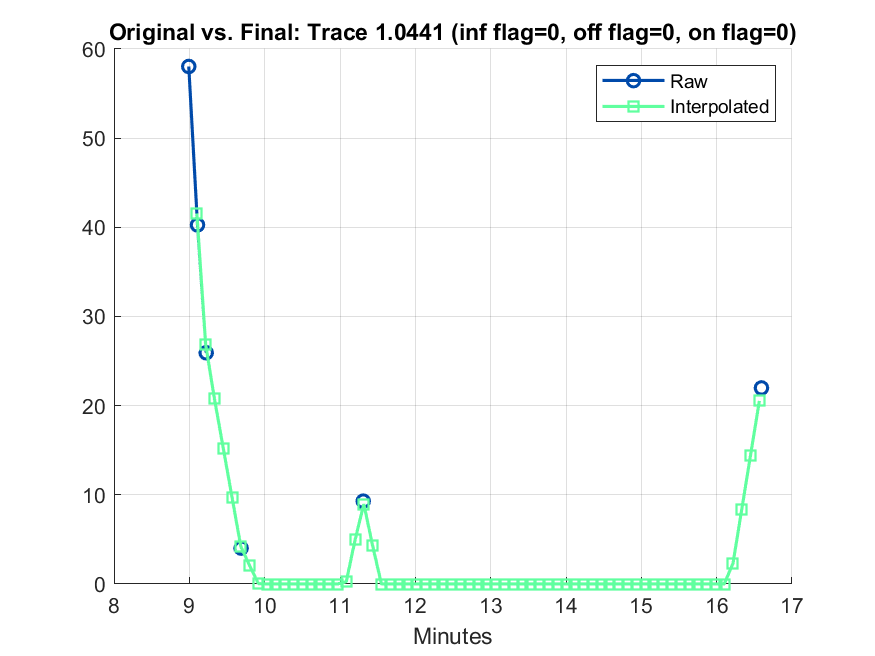 Original vs. Final: Trace 1.0441 (inf flag=0, off flag=0, on flag=0)
Raw
Interpolated
60
50
40
30
20
10
0
8 9 10 11 12 13 14 15 16 17
Minutes